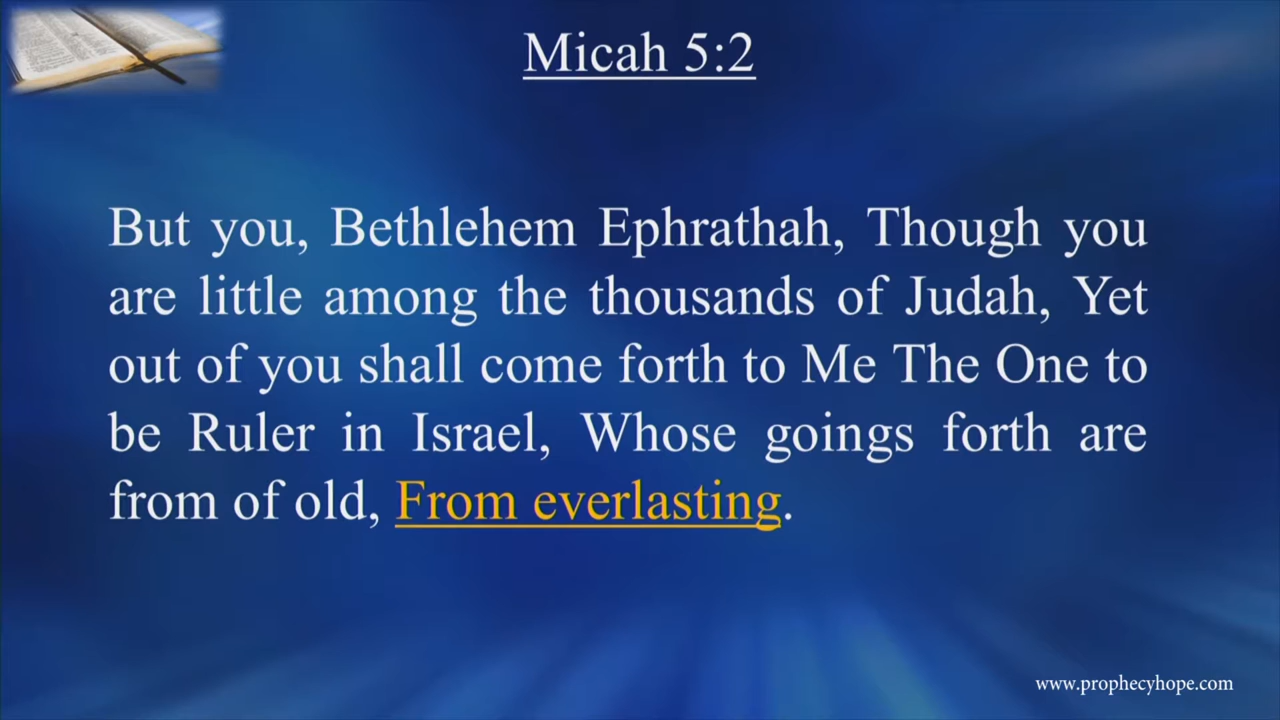 Micah 5:2
But you, Bethlehem Ephrathah, Though you
are little among the thousands of Judah, Yet
out of you shall come forth to Me The One to
be Ruler in Israel, Whose goings forth are
from of old, From everlasting.
www.prophecyhope.com